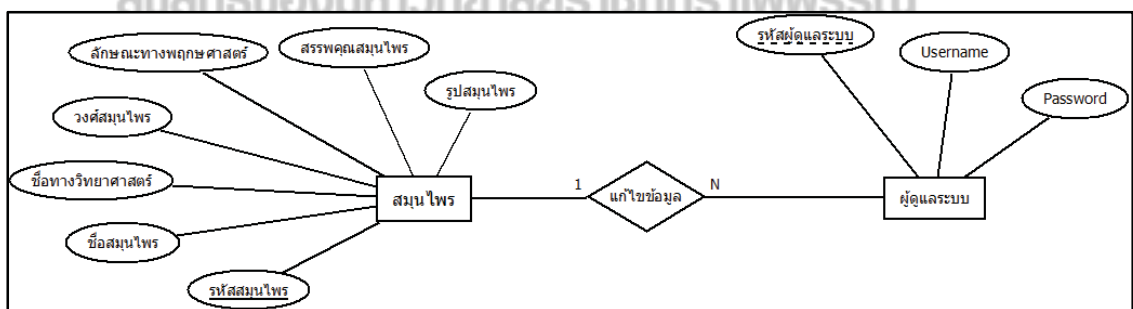 ลักษณะทางพฤกษศาสตร์
สรรพคุณสมุนไพร
รูปสมุนไพร
วงศ์สมุนไพร
ชื่อทางวิทยาศาสตร์
ชื่อสมุนไพร
รหัสสมุนไพร
สมุนไพร
1
แก้ไขข้อมูล
N
รหัสผู้ดูแลระบบ
Username
Password
ผู้ดูแลระบบ